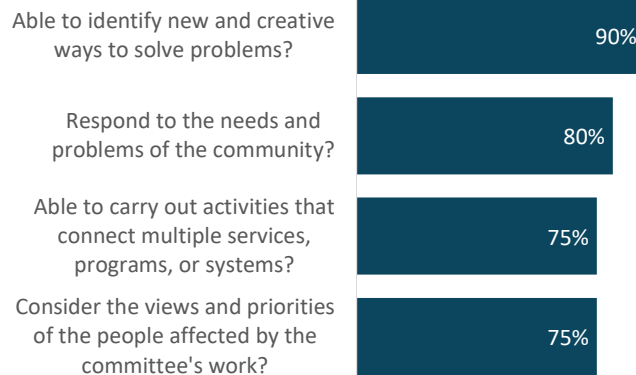 Able to identify new and creative
ways to solve problems?
90%
Respond to the needs and
problems of the community?
80%
Able to carry out activities that
connect multiple services,
programs, or systems?
75%
Consider the views and priorities
of the people affected by the
committee's work?
75%